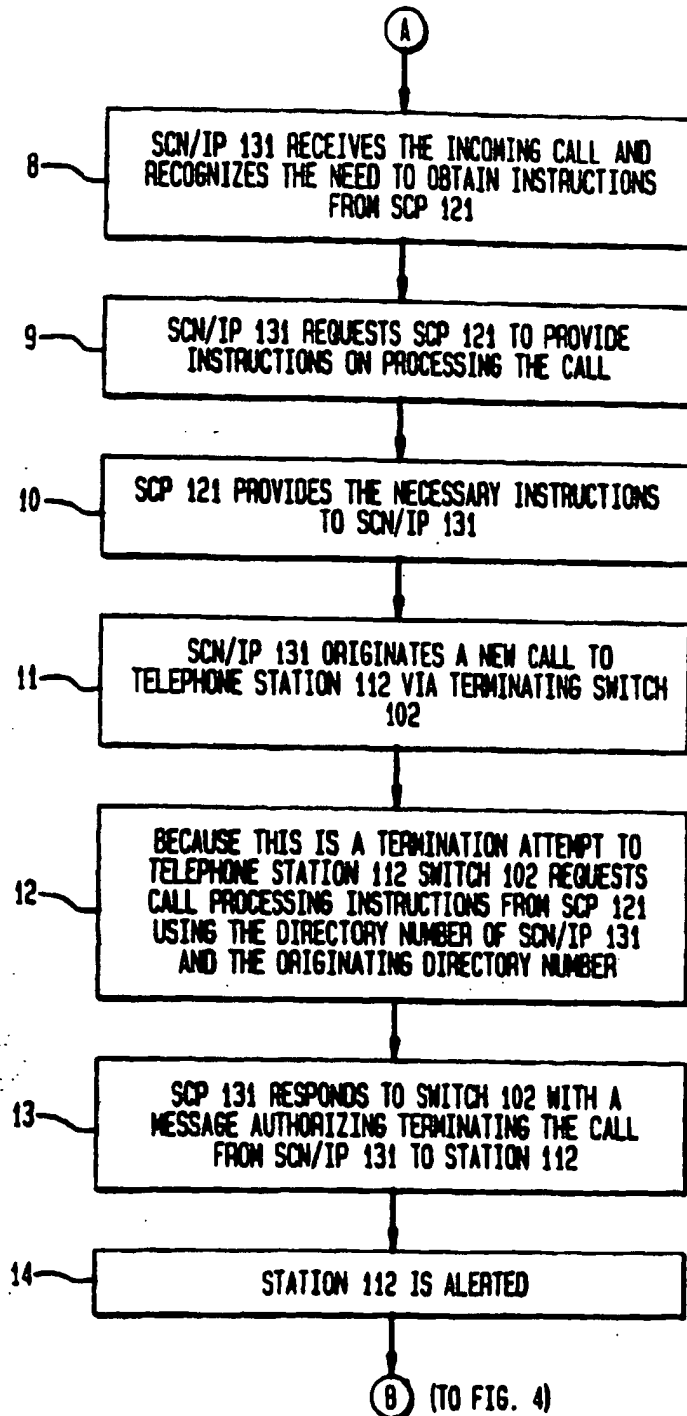 A
8
SCN/IP 131 RECEIVES THE INCOMING CALL AND
RECOGNIZES THE NEED TO OBTAIN INSTRUCTIONS
FROM SCP 121
9
SCN/IP 131 REQUESTS SCP 121 TO PROVIDE
INSTRUCTIONS ON PROCESSING THE CALL
10
SCP 121 PROVIDES THE NECESSARY INSTRUCTIONS
TO SCN/IP 131
11
SCN/IP 131 ORIGINATES A NEW CALL TO
TELEPHONE STATION 112 VIA TERMINATING SWITCH
102
12
BECAUSE THIS IS A TERMINATION ATTEMPT TO
TELEPHONE STATION 112 SWITCH 102 REQUESTS
CALL PROCESSING INSTRUCTIONS FROM SCP 121
USING THE DIRECTORY NUMBER OF SCN/IP 131
AND THE ORIGINATING DIRECTORY NUMBER
13
SCP 131 RESPONDS TO SWITCH 102 WITH A
MESSAGE AUTHORIZING TERMINATING THE CALL
FROM SCN/IP 131 TO STATION 112
14
STATION 112 IS ALERTED
B (TO FIG. 4)